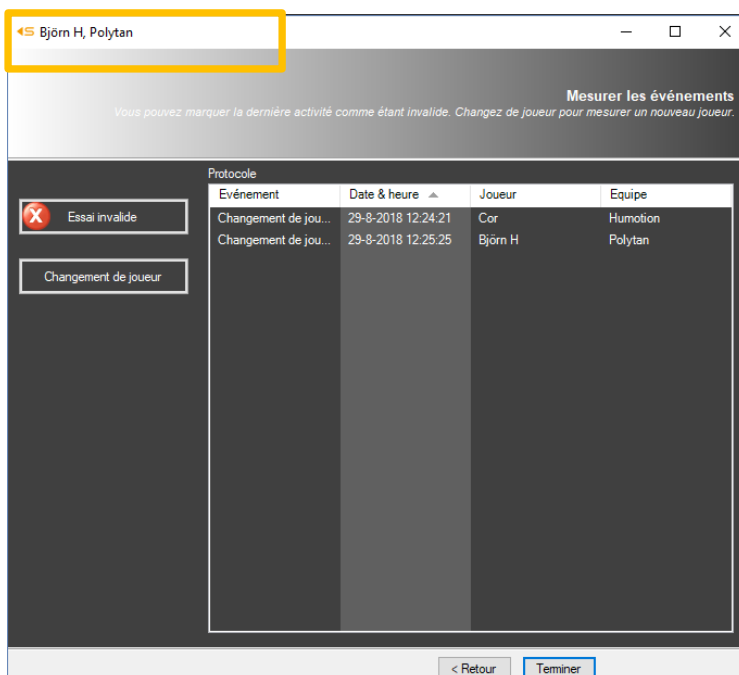 Björn H, Polytan
Mesurer les événements
Vous pouvez marquer la dernière activité comme étant invalide. Changez de joueur pour mesurer un nouveau joueur.
Protocole
Evénement Date & heure Joueur Equipe
Changement de jou... 29-8-2018 12:24:21 Cor Humotion
Changement de jou... 29-8-2018 12:25:25 Björn H Polytan
Essai invalide
Changement de joueur
< Retour Terminer